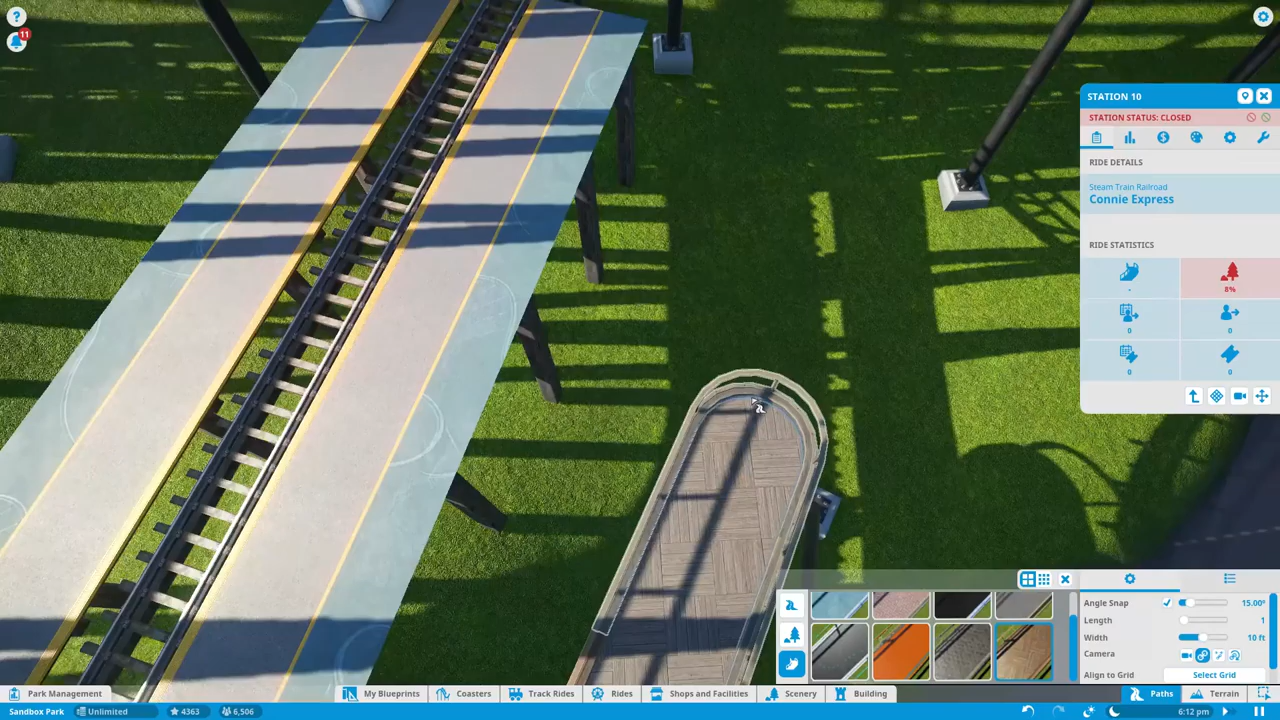 ?
11
STATION 10
STATION STATUS: CLOSED
RIDE DETAILS
Steam Train Railroad
Connie Express
RIDE STATISTICS
-
8%
0
0
0
0
Angle Snap
15.00°
Length
1
Width
10 ft
Camera
Align to Grid
Select Grid
Park Management
My Blueprints
Coasters
Track Rides
Rides
Shops and Facilities
Scenery
Building
Paths
Terrain
Sandbox Park
Unlimited
4363
6,506
6:12 pm